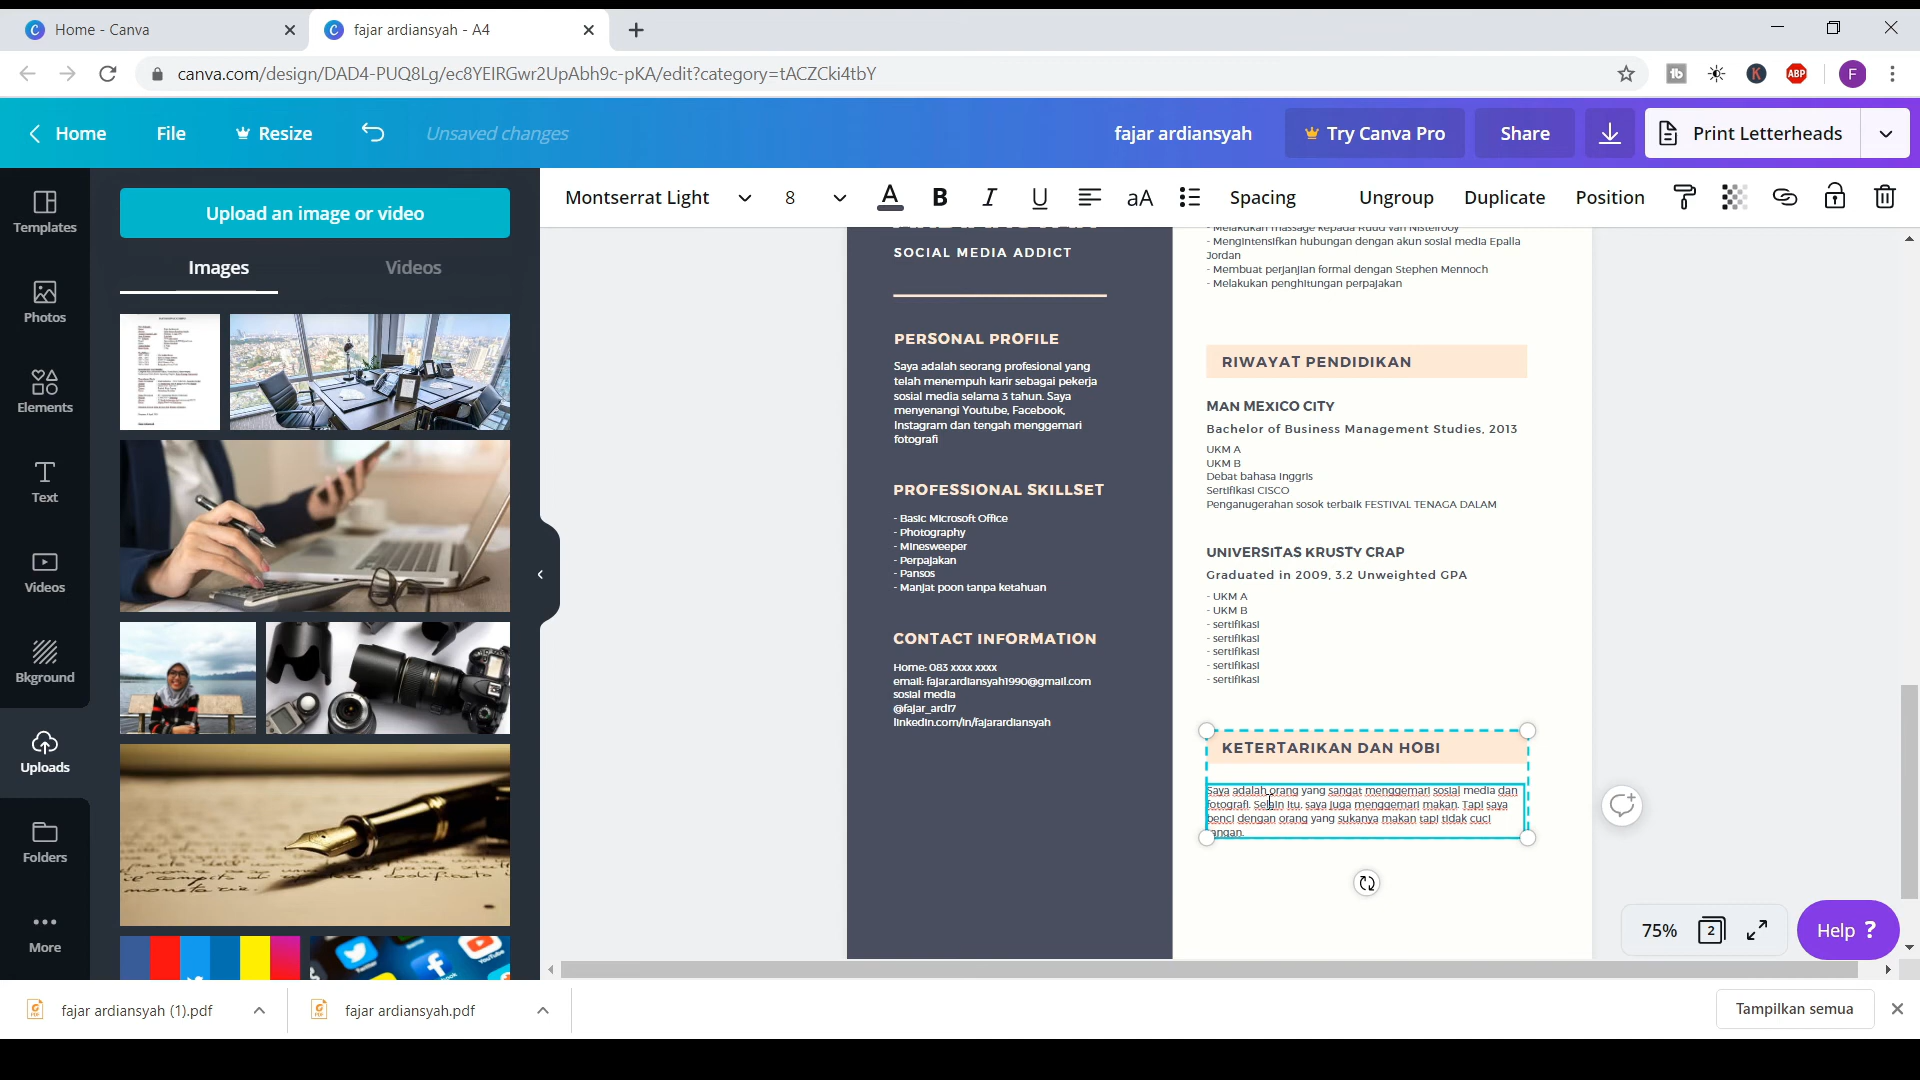 Home - Canva
fajar ardiansyah - A4
canva.com/design/DAD4-PUQ8Lg/ec8YEIRGwr2UpAbh9c-pKA/edit?category=tACZCki4tbY
tb
K
ABP
F
Home
File
Resize
Unsaved changes
fajar ardiansyah
Try Canva Pro
Share
Print Letterheads
Montserrat Light
8
A
B
I
U
aA
Spacing
Ungroup
Duplicate
Position
Templates
Photos
Elements
Text
Videos
Bkground
Uploads
Folders
More
Upload an image or video
Images
Videos
SOCIAL MEDIA ADDICT
PERSONAL PROFILE
Saya adalah seorang profesional yang
telah menempuh karir sebagai pekerja
sosial media selama 3 tahun. Saya
menyenangi Youtube, Facebook,
Instagram dan tengah menggemari
fotografi
PROFESSIONAL SKILLSET
- Basic Microsoft Office
- Photography
- Minesweeper
- Perpajakan
- Pansos
- Manjat poon tanpa ketahuan
CONTACT INFORMATION
Home: 083 xxxx xxxx
email: fajar.ardiansyah1990@gmail.com
sosial media
@fajar_ardi7
linkedin.com/in/fajarardiansyah
- Melakukan massage kepada Ruud van Nistelrooy
- Mengintensifkan hubungan dengan akun sosial media Epalla
Jordan
- Membuat perjanjian formal dengan Stephen Mennoch
- Melakukan penghitungan perpajakan
RIWAYAT PENDIDIKAN
MAN MEXICO CITY
Bachelor of Business Management Studies, 2013
UKM A
UKM B
Debat bahasa Inggris
Sertifikasi CISCO
Penganugerahan sosok terbaik FESTIVAL TENAGA DALAM
UNIVERSITAS KRUSTY CRAP
Graduated in 2009, 3.2 Unweighted GPA
- UKM A
- UKM B
- sertifikasi
- sertifikasi
- sertifikasi
- sertifikasi
- sertifikasi
KETERTARIKAN DAN HOBI
Saya adalah orang yang sangat menggemari sosial media dan
fotografi. Selain itu, saya juga menggemari makan. Tapi saya
benci dengan orang yang sukanya makan tapi tidak cuci
tangan.
75%
2
Help ?
fajar ardiansyah (1).pdf
fajar ardiansyah.pdf
Tampilkan semua